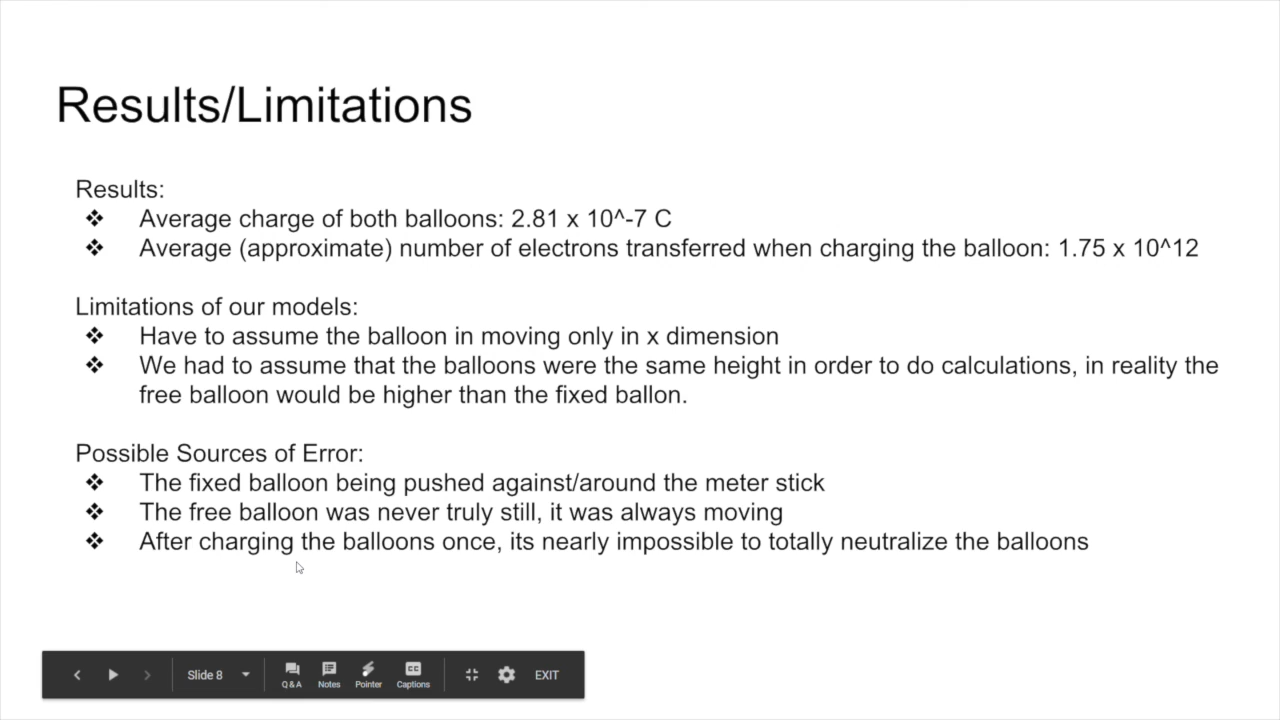 Results/Limitations
Results:
❖ Average charge of both balloons: 2.81 x 10^-7 C
❖ Average (approximate) number of electrons transferred when charging the balloon: 1.75 x 10^12
Limitations of our models:
❖ Have to assume the balloon in moving only in x dimension
❖ We had to assume that the balloons were the same height in order to do calculations, in reality the
free balloon would be higher than the fixed ballon.
Possible Sources of Error:
❖ The fixed balloon being pushed against/around the meter stick
❖ The free balloon was never truly still, it was always moving
❖ After charging the balloons once, its nearly impossible to totally neutralize the balloons
Slide 8
Q&A Notes Pointer CC Captions EXIT